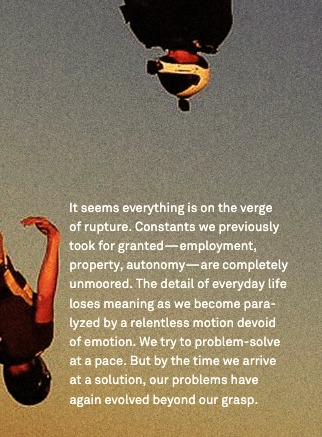 It seems everything is on the verge
of rupture. Constants we previously
took for granted—employment,
property, autonomy—are completely
unmoored. The detail of everyday life
loses meaning as we become para-
lyzed by a relentless motion devoid
of emotion. We try to problem-solve
at a pace. But by the time we arrive
at a solution, our problems have
again evolved beyond our grasp.